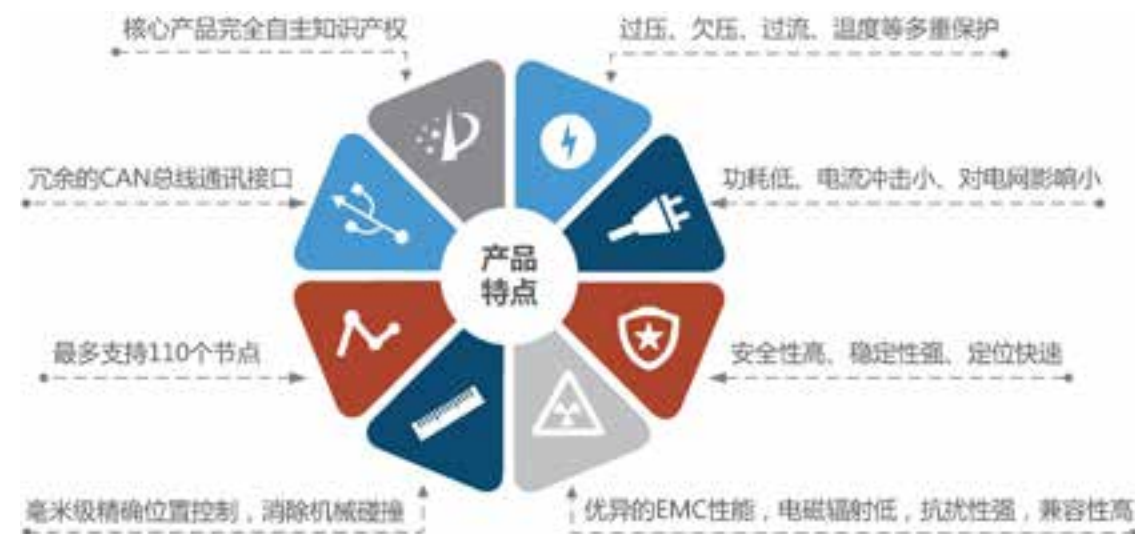 核心产品完全自主知识产权
过压、欠压、过流、温度等多重保护
冗余的CAN总线通讯接口
功耗低、电流冲击小、对电网影响小
产品
特点
最多支持110个节点
安全性高、稳定性强、定位快速
毫米级精确位置控制，消除机械碰撞
优异的EMC性能，电磁辐射低，抗扰性强，兼容性高